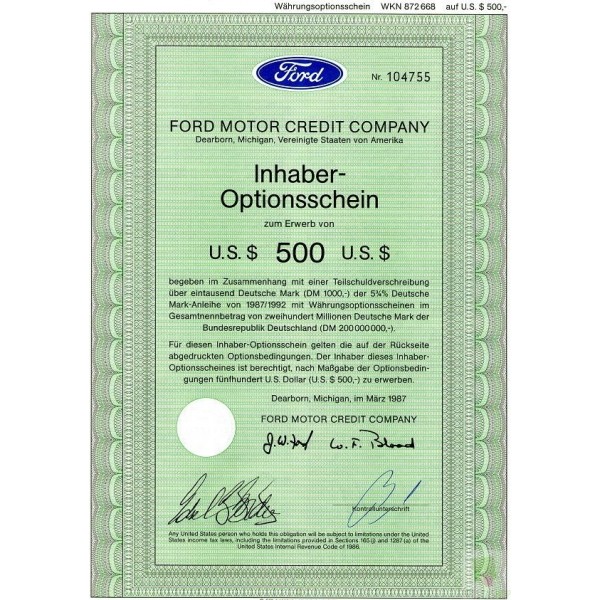 Währungsoptionsschein WKN 872 668 auf U.S. $ 500,-
Ford
Nr. 104755
FORD MOTOR CREDIT COMPANY
Dearborn, Michigan, Vereinigte Staaten von Amerika
Inhaber-
Optionsschein
zum Erwerb von
U.S. $ 500 U.S. $
begeben im Zusammenhang mit einer Teilschuldverschreibung
über eintausend Deutsche Mark (DM 1000,-) der 5¾% Deutsche
Mark-Anleihe von 1987/1992 mit Währungsoptionsscheinen im
Gesamtnennbetrag von zweihundert Millionen Deutsche Mark der
Bundesrepublik Deutschland (DM 200 000 000,-).
Für diesen Inhaber-Optionsschein gelten die auf der Rückseite
abgedruckten Optionsbedingungen. Der Inhaber dieses Inhaber-
Optionsscheines ist berechtigt, nach Maßgabe der Optionsbedin-
gungen fünfhundert U.S. Dollar (U.S. $ 500,-) zu erwerben.
Dearborn, Michigan, im März 1987
FORD MOTOR CREDIT COMPANY
Kontrollunterschrift
Any United States person who holds this obligation will be subject to limitations under the United
States income tax laws, including the limitations provided in Sections 165 (j) and 1287 (a) of the
United States Internal Revenue Code of 1986.